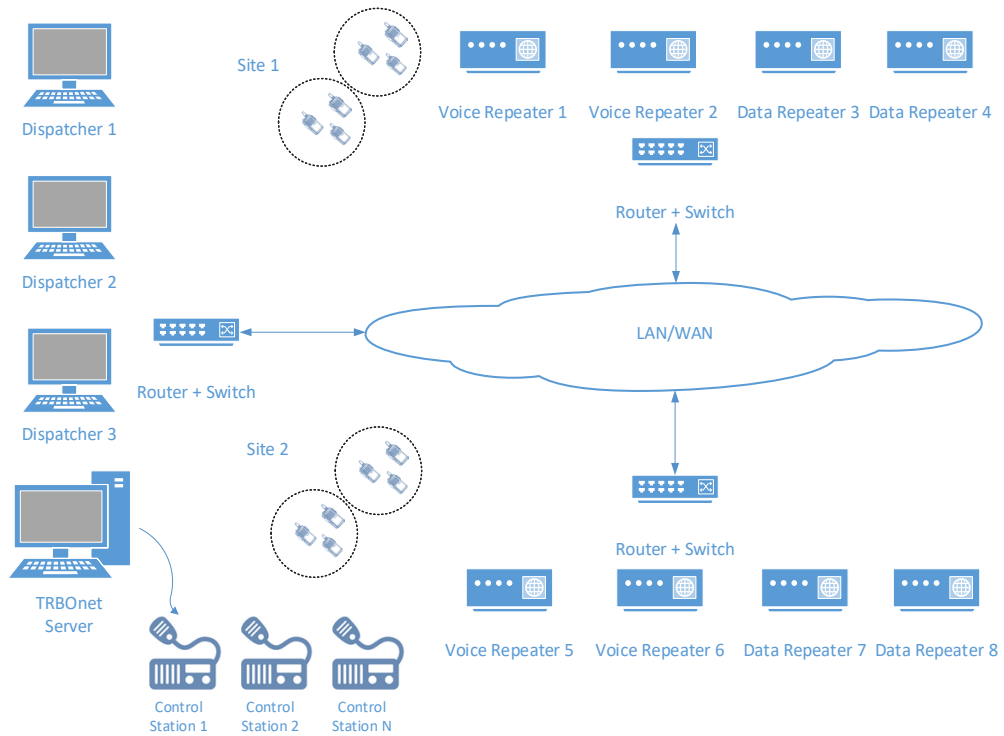 Site 1
Dispatcher 1
Voice Repeater 1
Voice Repeater 2
Data Repeater 3
Data Repeater 4
Router + Switch
Dispatcher 2
LAN/WAN
Router + Switch
Dispatcher 3
Site 2
Router + Switch
TRBOnet
Server
Voice Repeater 5
Voice Repeater 6
Data Repeater 7
Data Repeater 8
Control
Station 1
Control
Station 2
Control
Station N